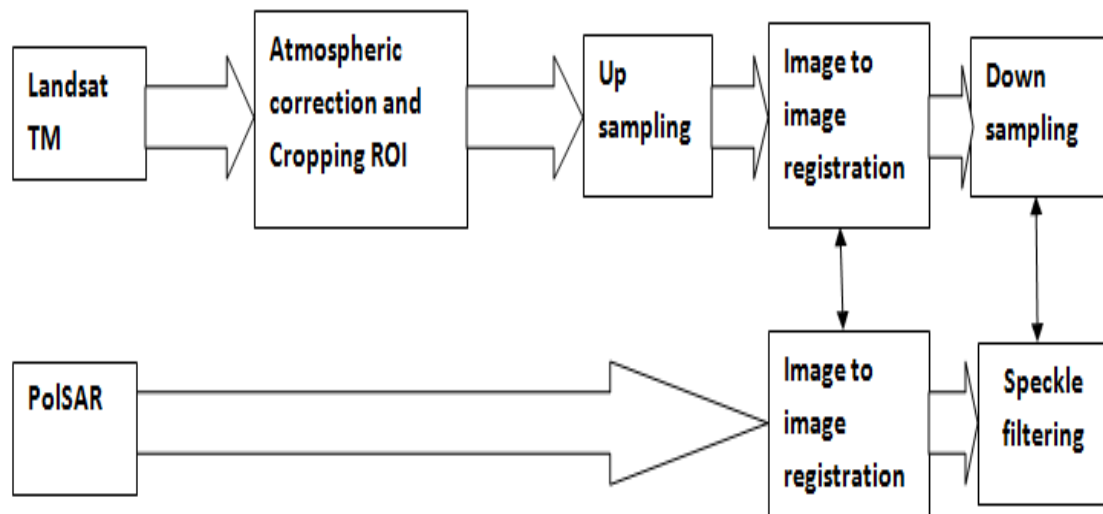 Landsat
TM
Atmospheric
correction and
Cropping ROI
Up
sampling
Image to
image
registration
Down
sampling
PolSAR
Image to
image
registration
Speckle
filtering